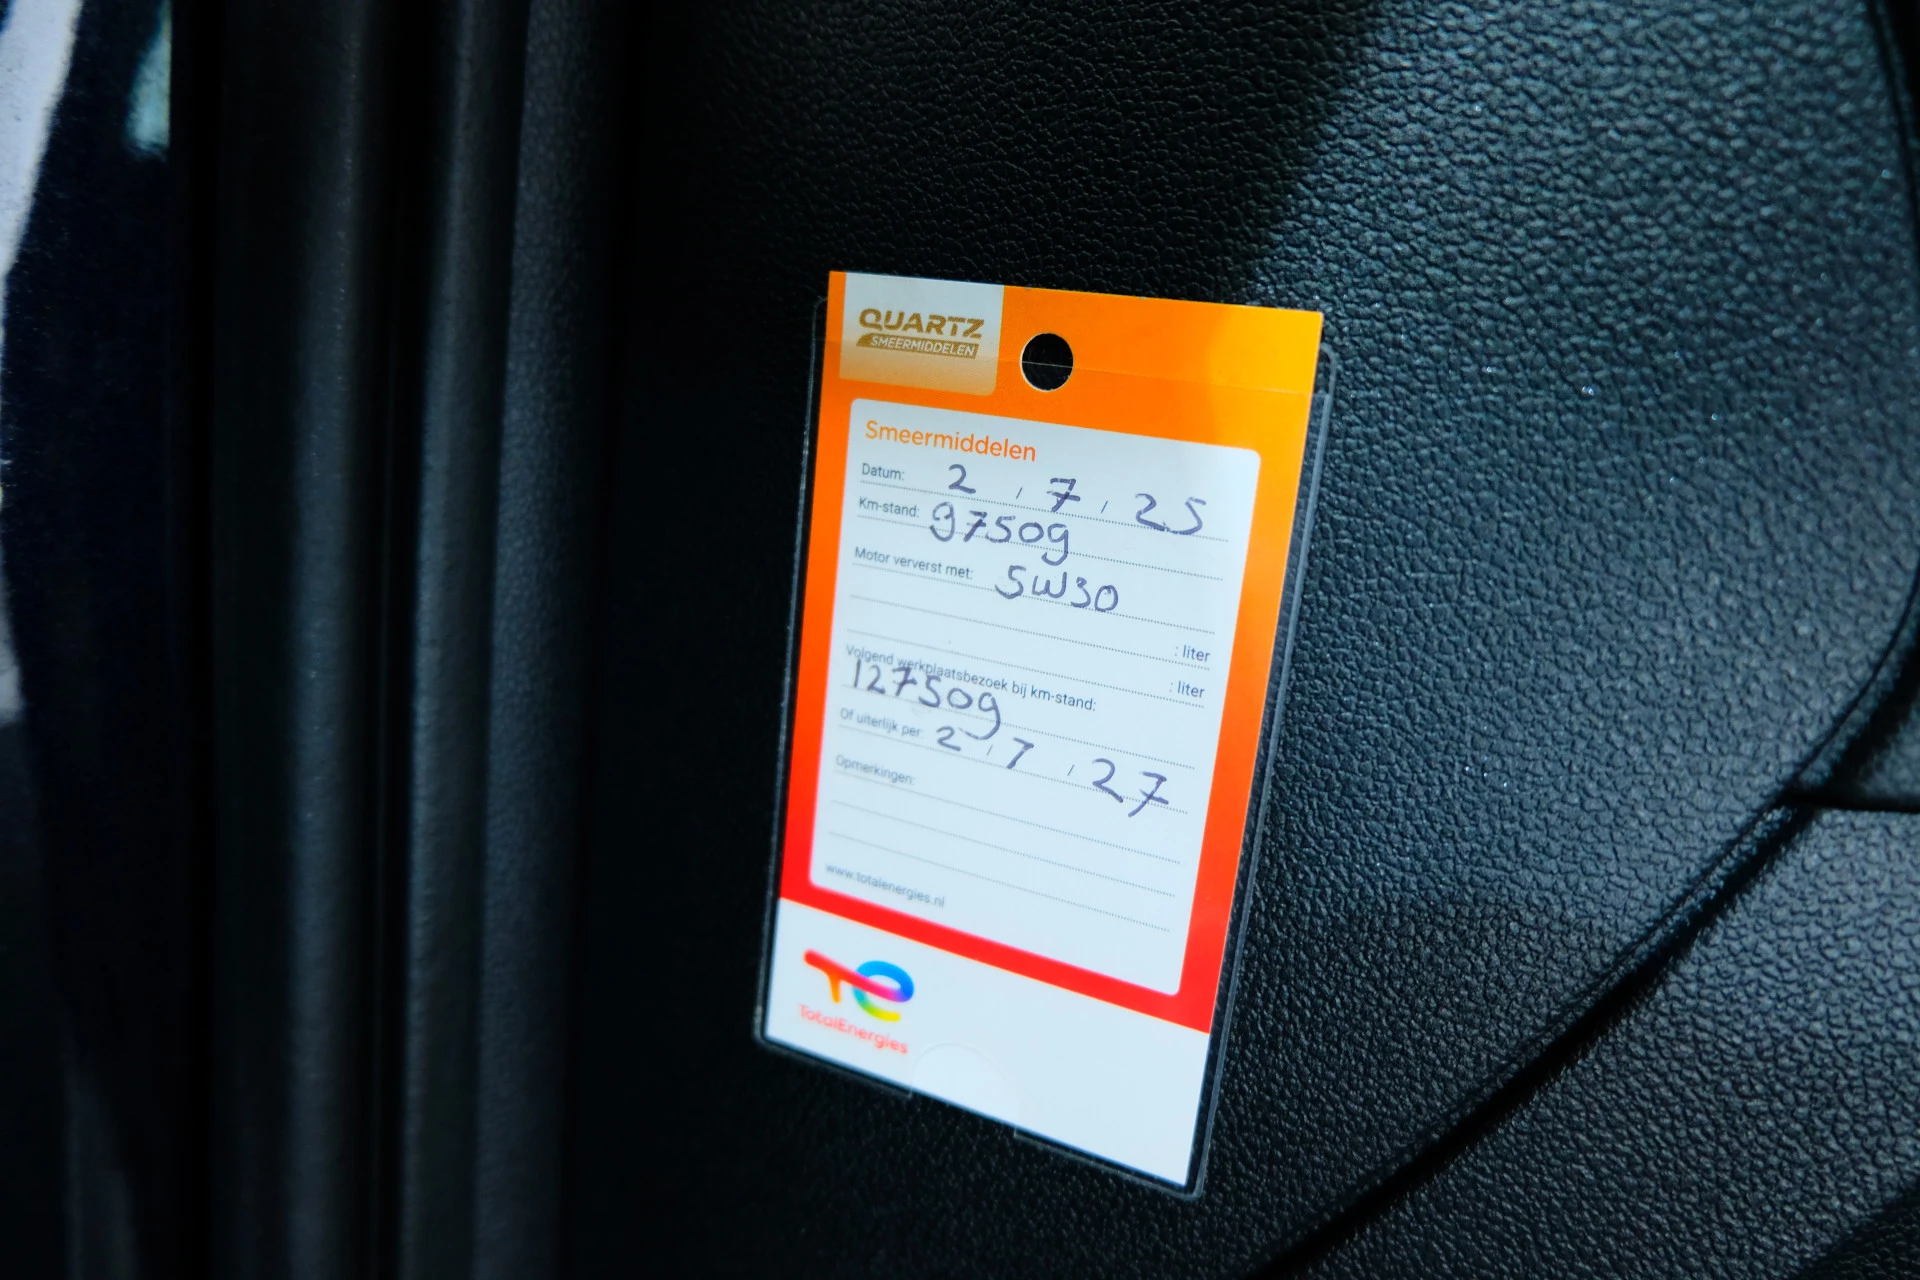 QUARTZ
SMEERMIDDELEN
Smeermiddelen
Datum: 2 , 7 , 25
Km-stand: 97509
Motor ververst met: 5W30
: liter
: liter
Volgend werkplaatsbezoek bij km-stand:
127509
Of uiterlijk per 2 , 7 , 27
Opmerkingen:
www.totalenergies.nl
TotalEnergies